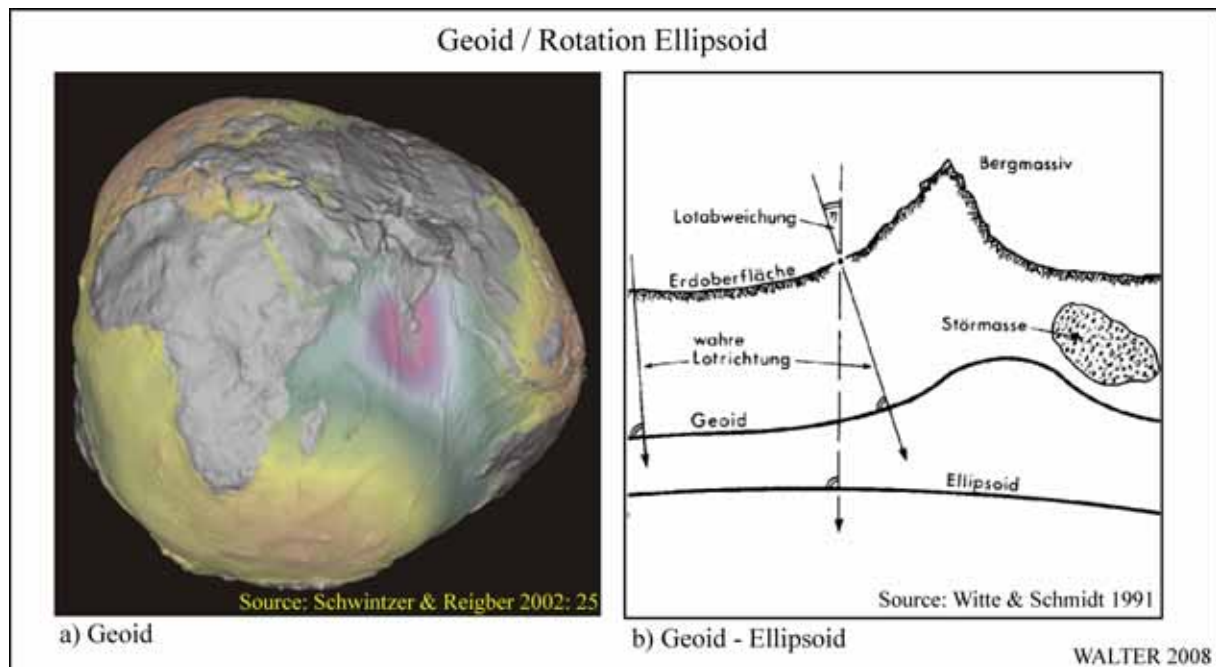 Geoid / Rotation Ellipsoid
Source: Schwintzer & Reigber 2002: 25
a) Geoid
Bergmassiv
Lotabweichung
Erdoberfläche
Störmasse
wahre
Lotrichtung
Geoid
Ellipsoid
Source: Witte & Schmidt 1991
b) Geoid - Ellipsoid
WALTER 2008